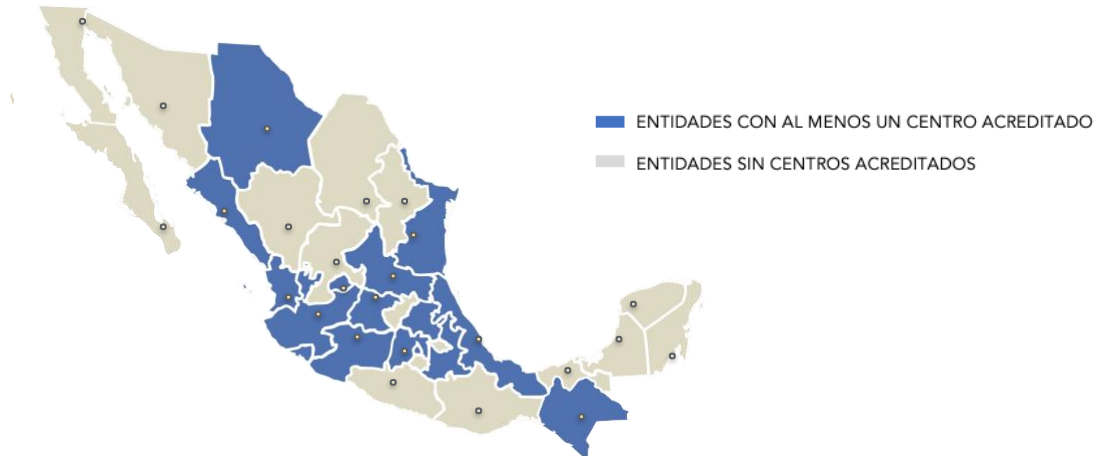 ENTIDADES CON AL MENOS UN CENTRO ACREDITADO
ENTIDADES SIN CENTROS ACREDITADOS